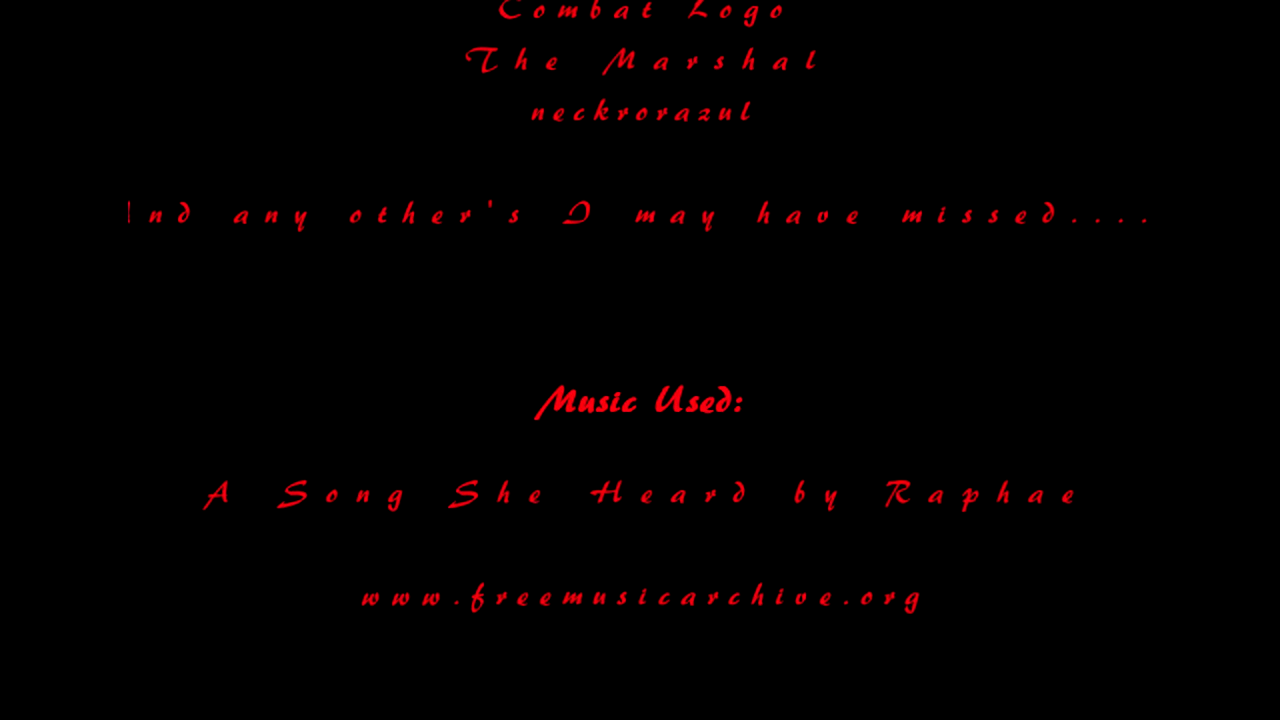 Combat Logo
The Marshal
neckrorazul
nd any other's I may have missed....
Music Used:
A Song She Heard by Raphae
www.freemusicarchive.org